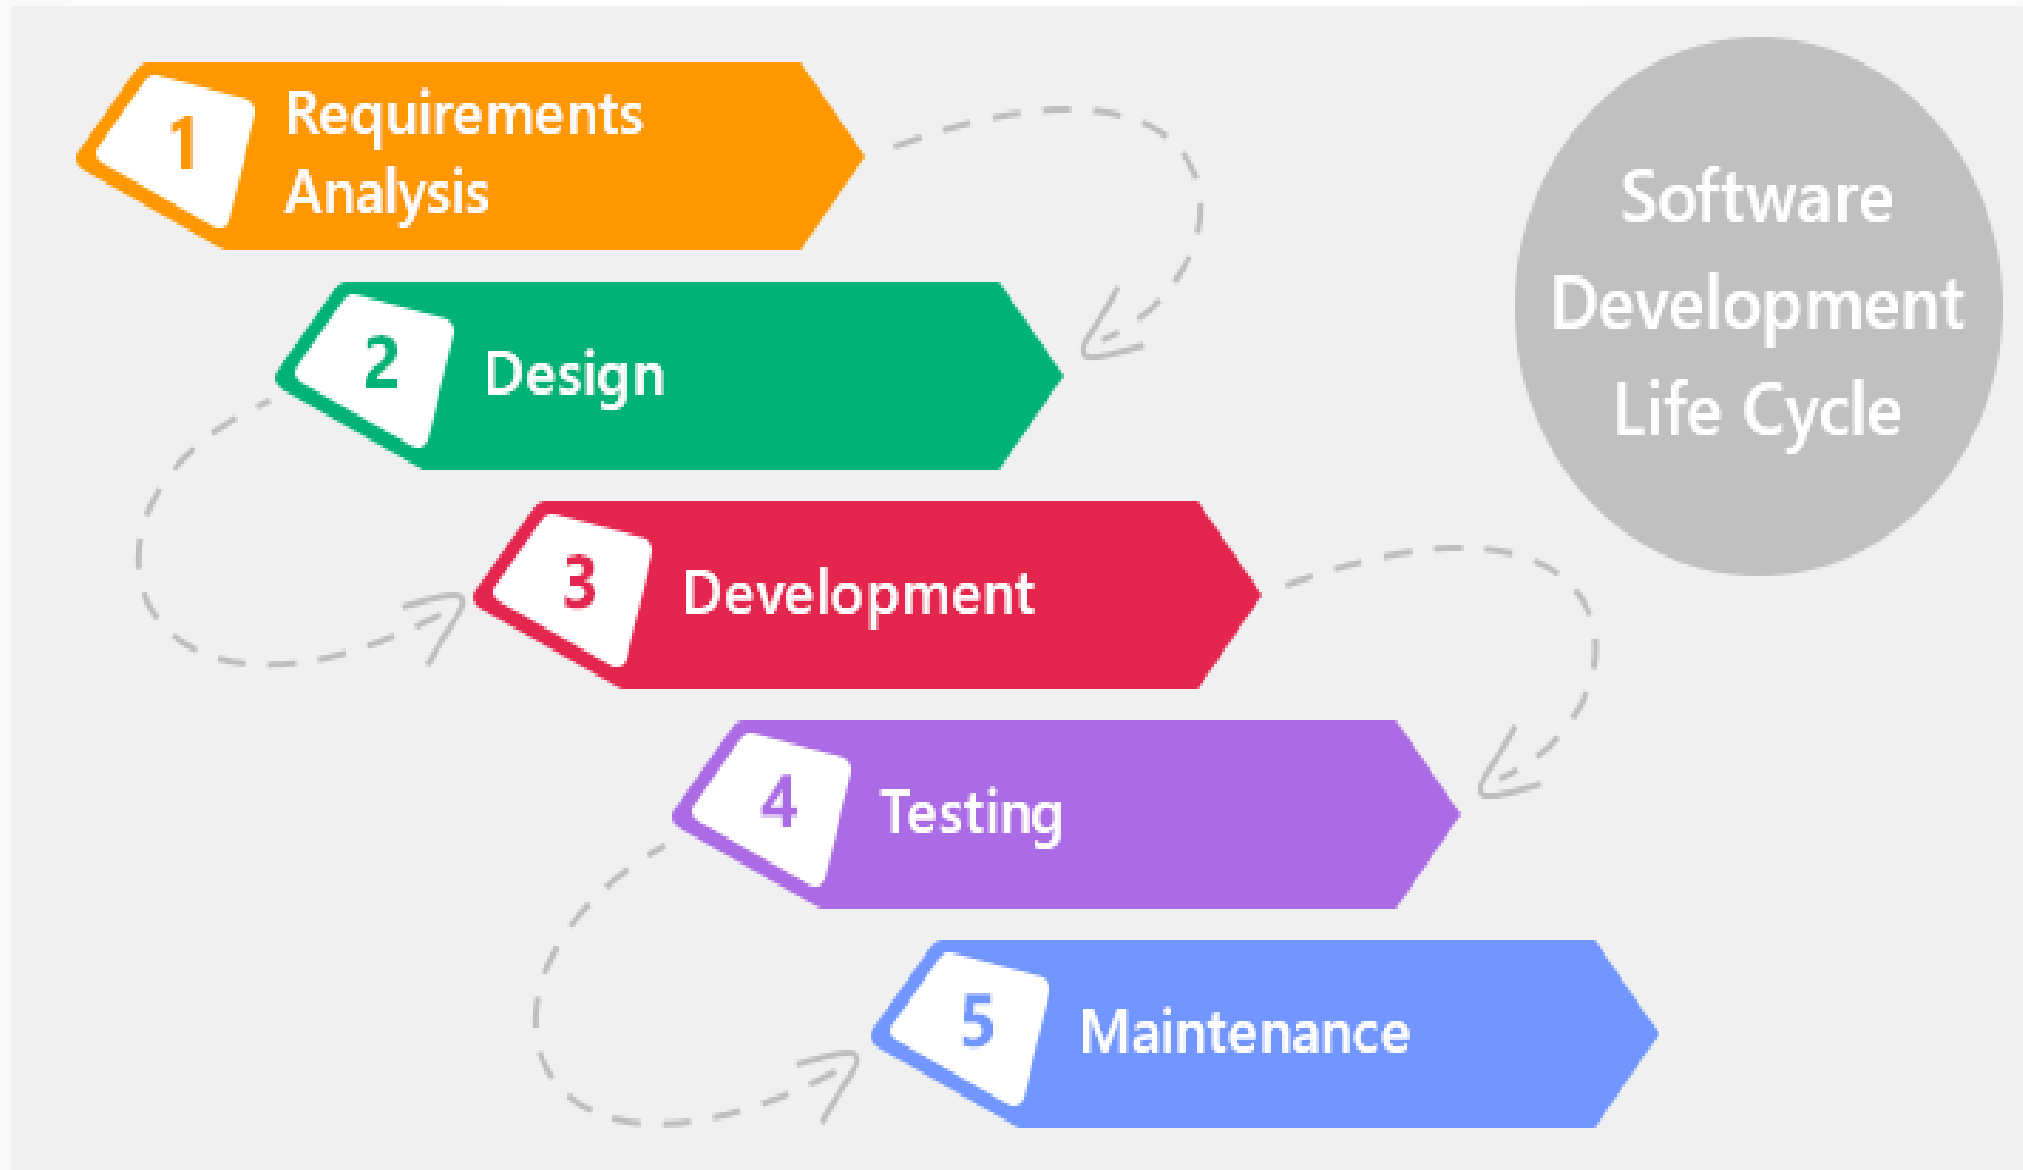 1
Requirements
Analysis
2
Design
3
Development
4
Testing
5
Maintenance
Software
Development
Life Cycle